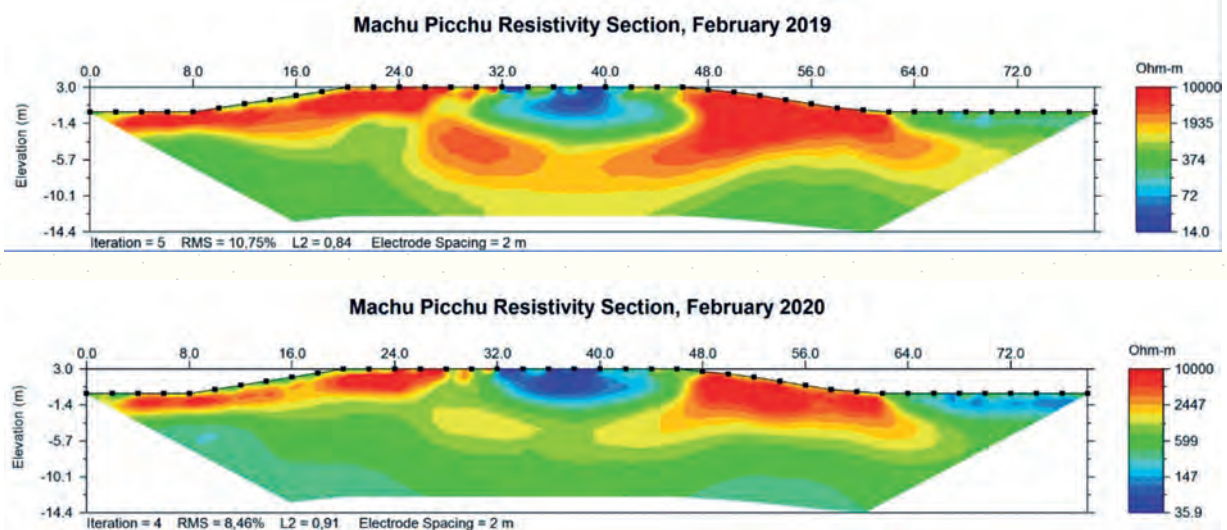 Machu Picchu Resistivity Section, February 2019
0.0 8.0 16.0 24.0 32.0 40.0 48.0 56.0 64.0 72.0
Ohm-m
Elevation (m)
3.0
-1.4
-5.7
-10.1
-14.4
10000
1935
374
72
14.0
Iteration = 5 RMS = 10,75% L2 = 0,84 Electrode Spacing = 2 m
Machu Picchu Resistivity Section, February 2020
0.0 8.0 16.0 24.0 32.0 40.0 48.0 56.0 64.0 72.0
Ohm-m
Elevation (m)
3.0
-1.4
-5.7
-10.1
-14.4
10000
2447
599
147
35.9
Iteration = 4 RMS = 8,46% L2 = 0,91 Electrode Spacing = 2 m